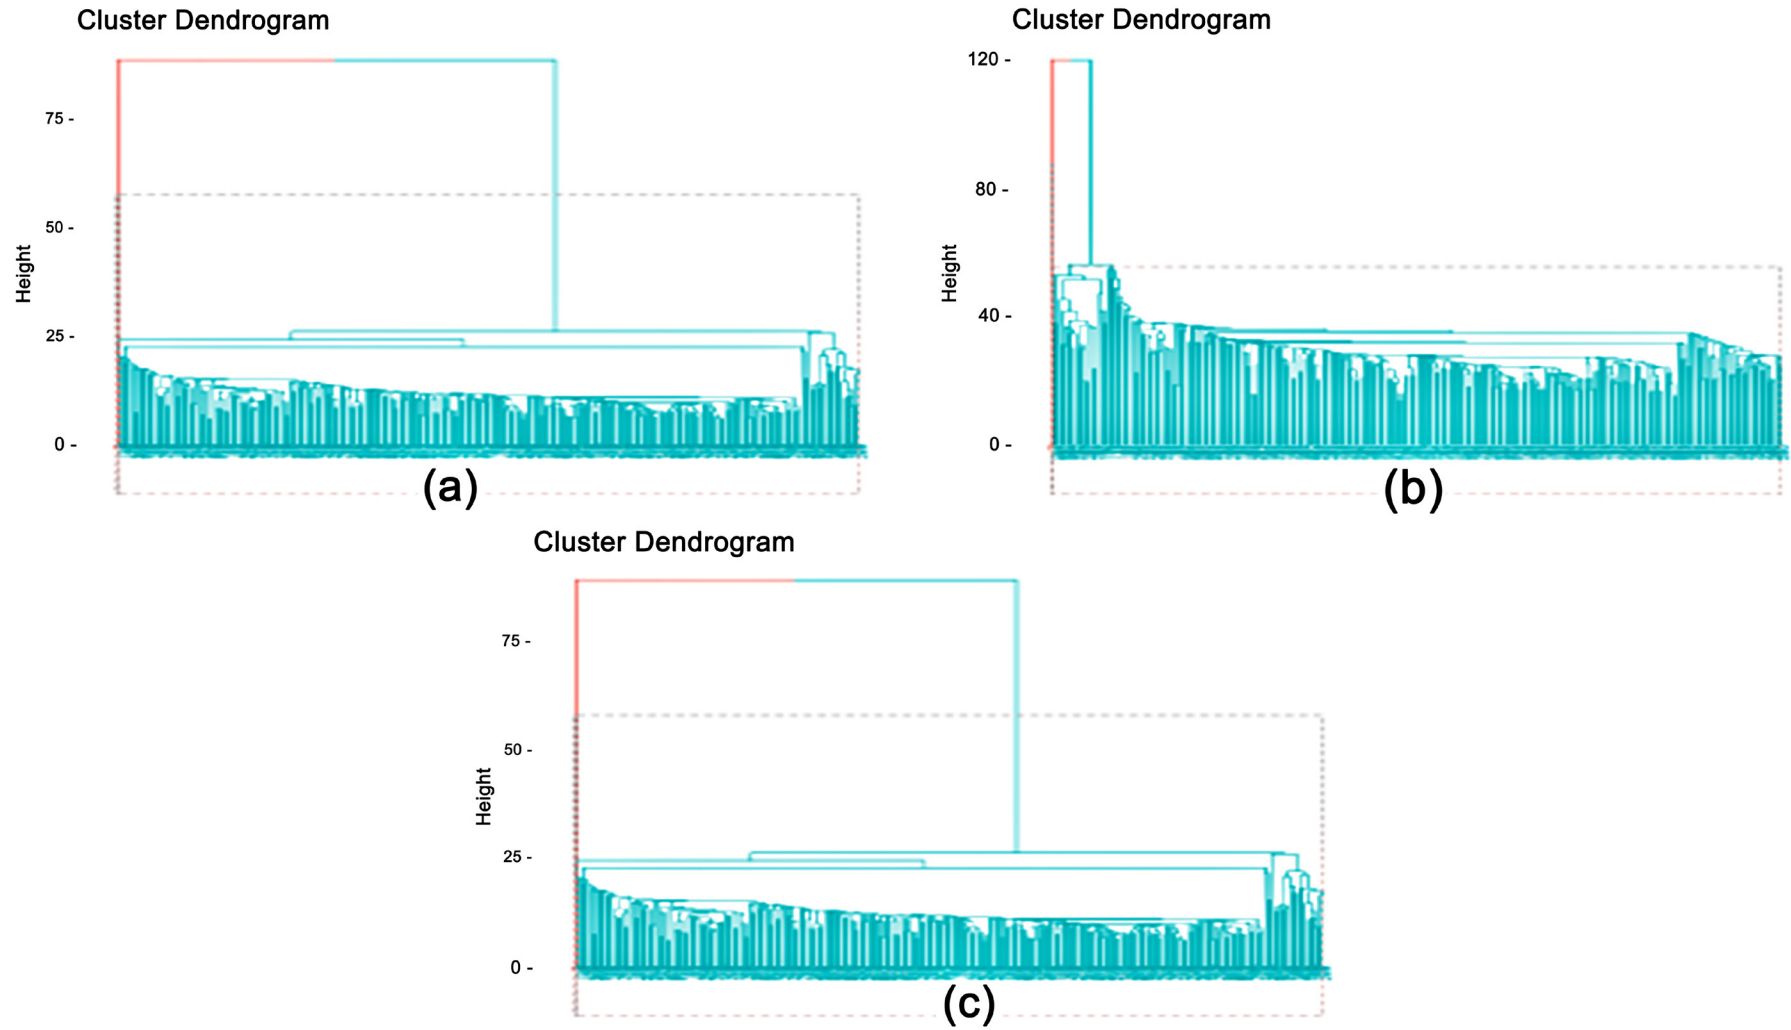 Cluster Dendrogram
75 -
50 -
25 -
0 -
Height
(a)
Cluster Dendrogram
120 -
80 -
40 -
0 -
Height
(b)
Cluster Dendrogram
75 -
50 -
25 -
0 -
Height
(c)